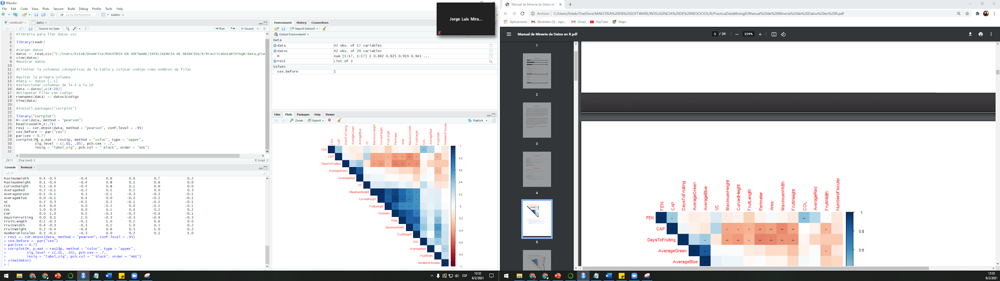 RStudio
File Edit Code View Plots Session Build Debug Profile Tools Help
Go to file/function Addins
Untitled2* datos
Source on Save Run Source
2 #libreria para ller datos csv
3
4 library(readr)
5
6 #cargar datos
7 datos <- read_csv("C:/Users/Esteb/OneDrive/MAESTRIA EN SOFTWARE/INTELIGENCIA DE NEGOCIOS/R/PracticaDataMiningR/data_plan
8 view(datos)
9 #mostrar datos
10
11 #Eliminar la columnas categoricas de la tabla y colocar codigo como nombres de filas
12
13 #quitar la primera columna
14 #data <- datos [,-1]
15 #Seleccionar columnas de la 4 a la 18
16 data <-datos[,c(4:20)]
17 #Etiquetar filas con codigo
18 rownames(data) <- datos$Codigo
19 View(data)
20
21 #install.packages("corrplot")
22
23 library("corrplot")
24 M<-cor(data, method = "pearson")
25 head(round(M,1),71)
26 res1 <- cor.mtest(data, method = "pearson", conf.level = .95)
27 cex.before <- par("cex")
28 par(cex = 0.7)
29 corrplot(M, p.mat = res1$p, method = "color", type = "upper",
30 sig.level = c(.01, .05), pch.cex = .7,
31 insig = "label_sig", pch.col = " black", order = "AOE")
32
29:11 (Top Level) R Script
Console Terminal
~/
MaximumWidth 0.4 -0.5 -0.4 0.6 0.6 0.7 0.2
MaximumHeight 0.1 -0.4 -0.4 0.8 0.1 0.6 0.0
CurvedHeight 0.1 -0.4 -0.4 0.8 0.1 0.6 0.0
AverageRed 0.2 -0.1 -0.2 0.1 0.1 0.0 0.3
AverageGreen -0.1 -0.1 0.3 -0.1 -0.3 -0.3 -0.1
AverageBlue 0.0 -0.1 0.4 0.0 -0.2 -0.2 -0.2
VC 0.2 0.3 -0.1 0.2 -0.1 -0.1 -0.1
FEN 0.4 0.4 0.0 -0.2 0.0 -0.1 -0.1
COL 1.0 0.0 0.0 0.1 0.4 0.2 0.2
CAP 0.0 1.0 0.1 -0.3 -0.3 -0.4 -0.1
DaysToFruiting 0.0 0.1 1.0 -0.3 -0.3 -0.4 -0.3
FruitLength 0.1 -0.3 -0.3 1.0 0.1 0.6 0.0
FruitWidth 0.4 -0.3 -0.3 0.1 1.0 0.5 0.2
FruitWeight 0.2 -0.4 -0.4 0.6 0.5 1.0 0.2
NumberoFlocules 0.2 -0.1 -0.3 0.0 0.2 0.2 1.0
> res1 <- cor.mtest(data, method = "pearson", conf.level = .95)
> cex.before <- par("cex")
> par(cex = 0.7)
> corrplot(M, p.mat = res1$p, method = "color", type = "upper",
+ sig.level = c(.01, .05), pch.cex = .7,
+ insig = "label_sig", pch.col = " black", order = "AOE")
> view(datos)
>
Environment History Connections
Import Dataset
Global Environment
Data
data 42 obs. of 17 variables
datos 42 obs. of 20 variables
M num [1:17, 1:17] 1 0.882 0.825 0.919 0.943 ...
res1 List of 3
Values
cex.before 1
Jorge Luis Mira...
Files Plots Packages Help Viewer
Zoom Export Publish
FEN CAP DaysToFruiting AverageGreen AverageBlue VC MaximumHeight CurvedHeight FruitLength Perimeter Area MaximumWidth FruitWeight COL AverageRed FruitWidth NumberoFlocules
FEN
CAP
DaysToFruiting
AverageGreen
AverageBlue
VC
MaximumHeight
CurvedHeight
FruitLength
Perimeter
Area
MaximumWidth
FruitWeight
COL
AverageRed
FruitWidth
NumberoFlocules
1
0.8
0.6
0.4
0.2
0
-0.2
-0.4
-0.6
-0.8
-1
ESP 12:32
6/2/2021
Manual de Minería de Datos en R
Archivo C:/Users/Esteb/OneDrive/MAESTRIA%20EN%20SOFTWARE/INTELIGENCIA%20DE%20NEGOCIOS/R/PracticaDataMiningR/Manual%20de%20Minería%20de%20Datos%20en%20R.pdf
Aplicaciones Recibidos (3) - ego... Gmail YouTube Maps
Manual de Minería de Datos en R.pdf 5 / 34 229%
1
2
3
4
5
FEN CAP DaysToFruiting AverageGreen AverageBlue VC MaximumHeight CurvedHeight FruitLength Perimeter Area MaximumWidth FruitWeight COL AverageRed FruitWidth NumberoFlocules
FEN
CAP
DaysToFruiting
AverageGreen
AverageBlue
1
0.8
0.6
12:32
6/2/2021